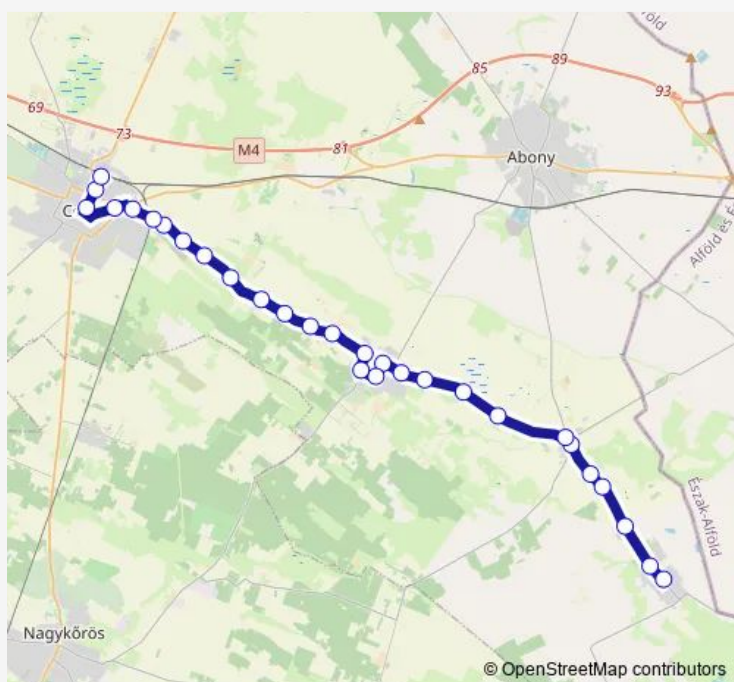 69
73
M4
81
85
89
93
Abony
Alföld és É
Észak-Alföld
Nagykőrös
© OpenStreetMap contributors